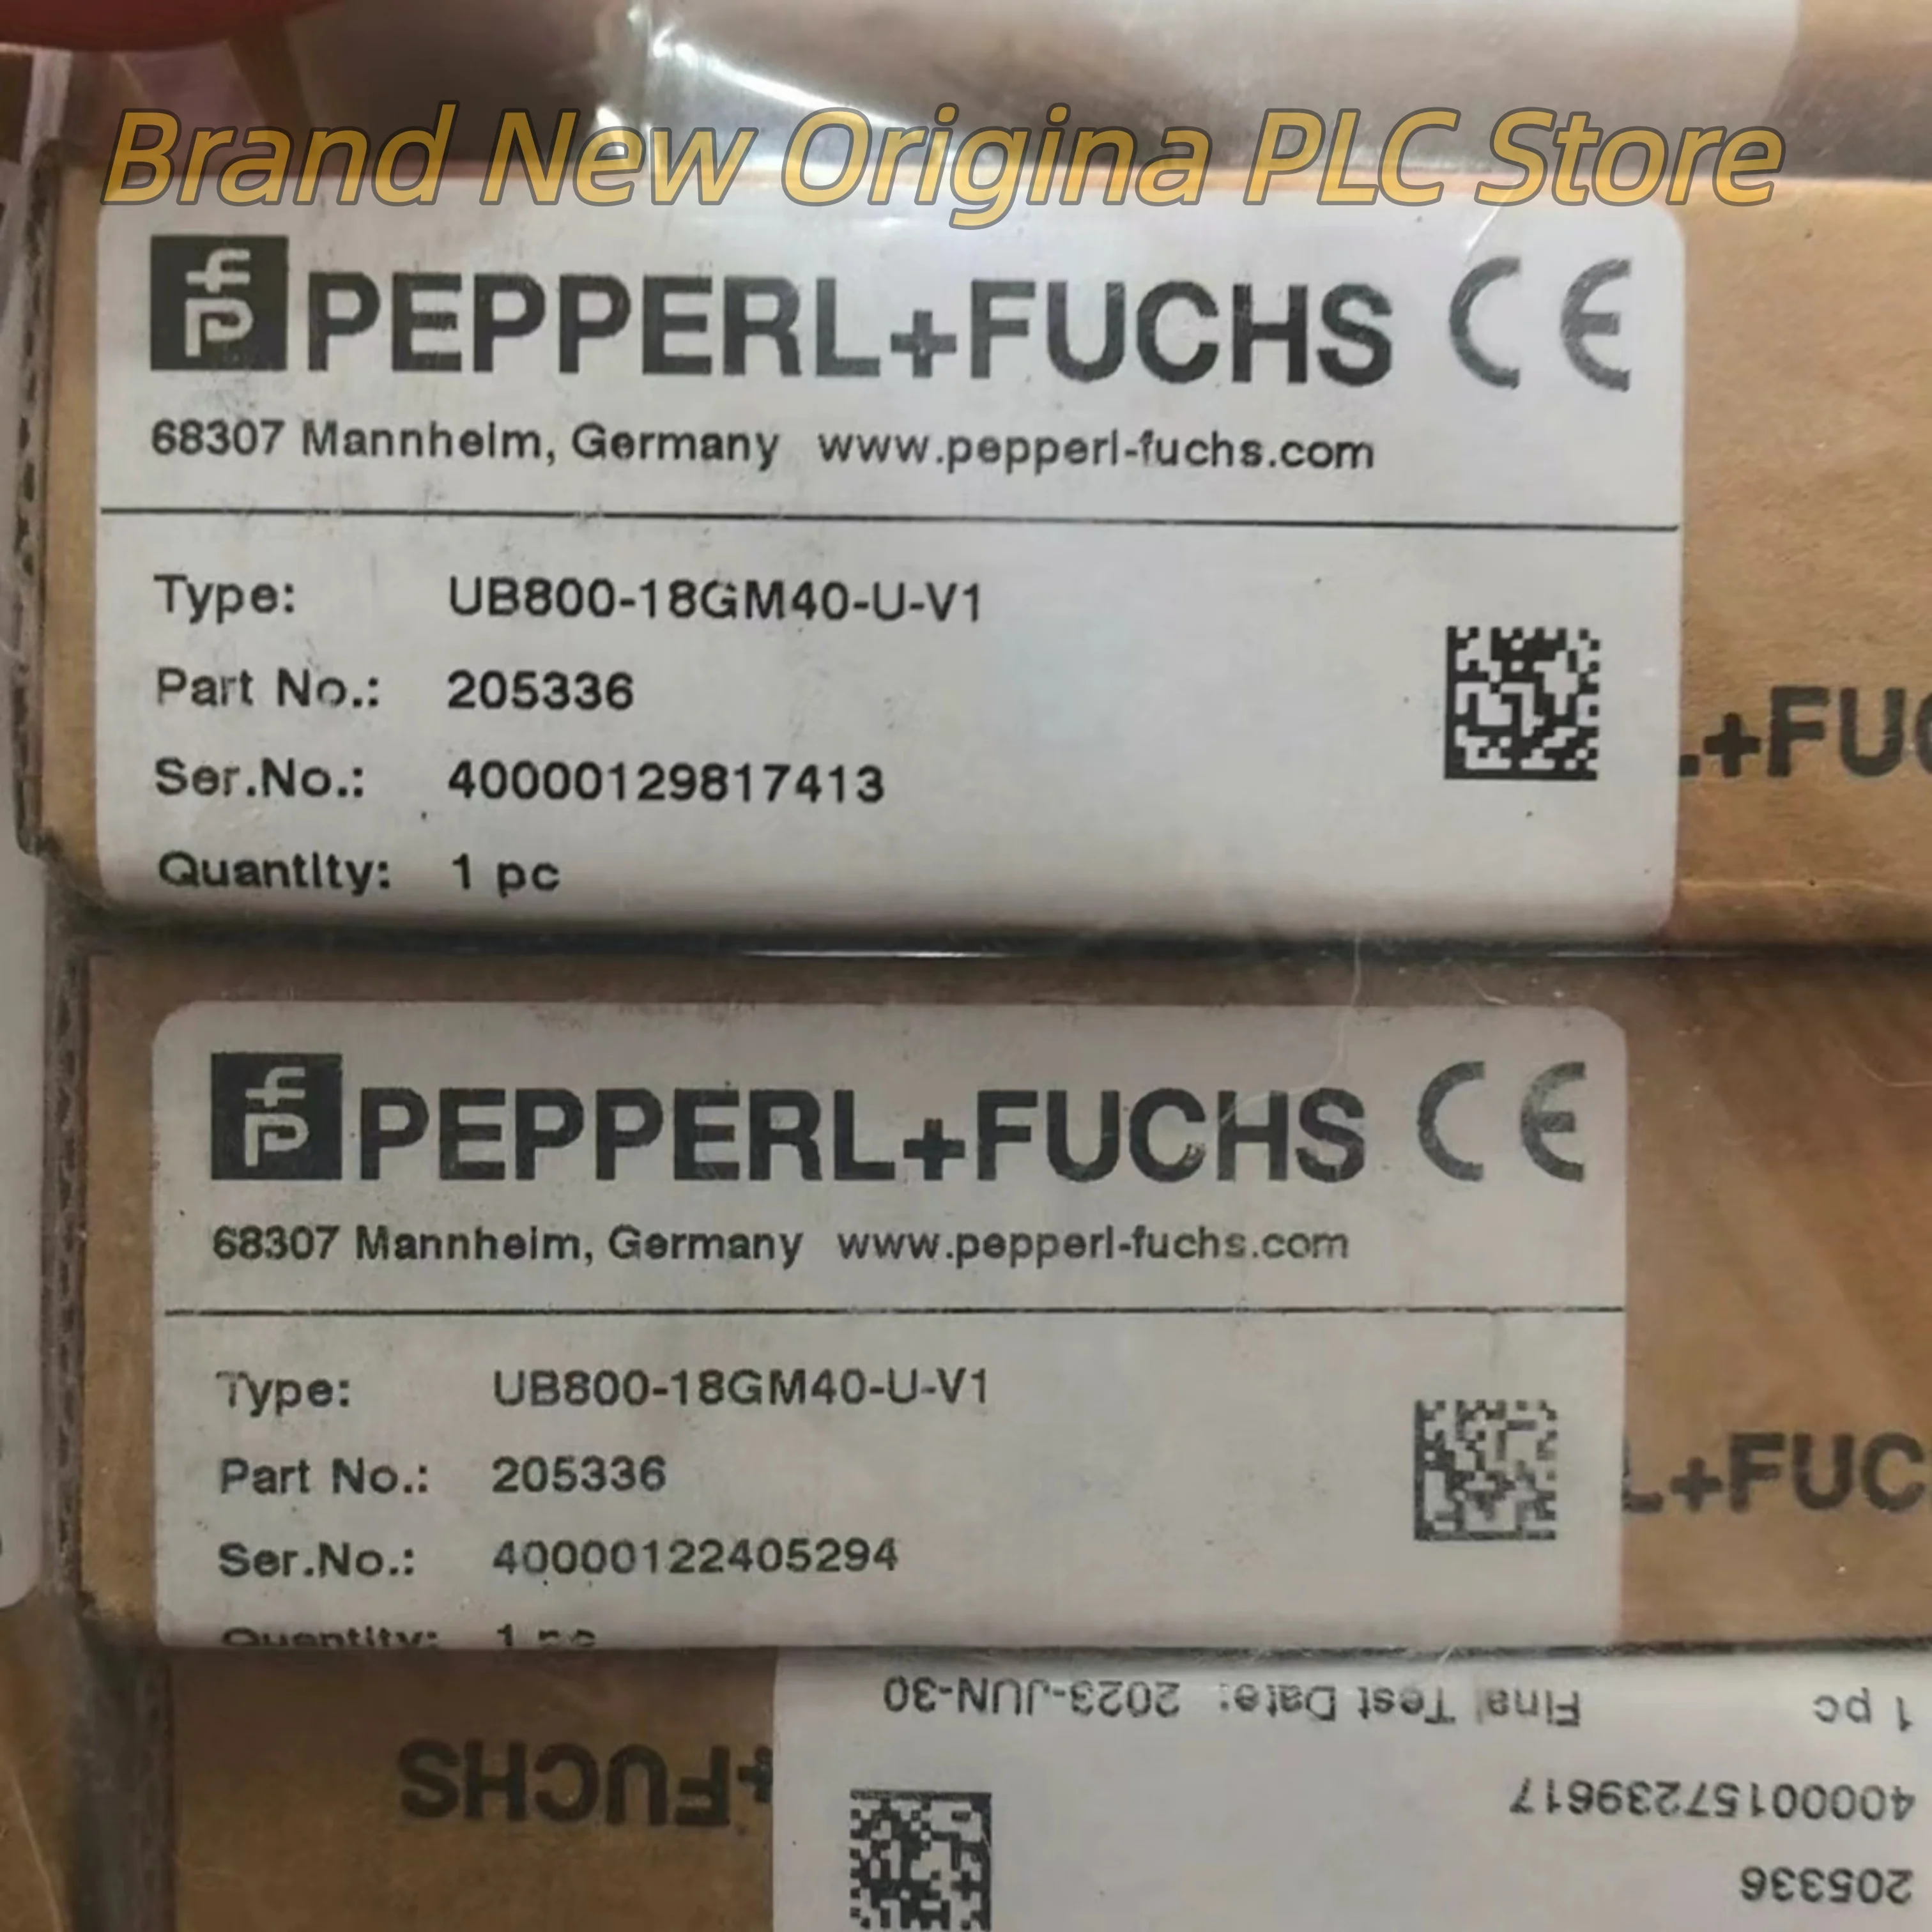 Brand New Origina PLC Store
PEPPERL+FUCHS CE
68307 Mannheim, Germany www.pepperl-fuchs.com
Type: UB800-18GM40-U-V1
Part No.: 205336
Ser.No.: 40000129817413
Quantity: 1 pc
.+FUC
PEPPERL+FUCHS CE
68307 Mannheim, Germany www.pepperl-fuchs.com
Type: UB800-18GM40-U-V1
Part No.: 205336
Ser.No.: 40000122405294
Quantity: 1 pc
L+FUC
+FUCHS
205336
40000157239617
1 pc Final Test Date: 2023-JUN-30